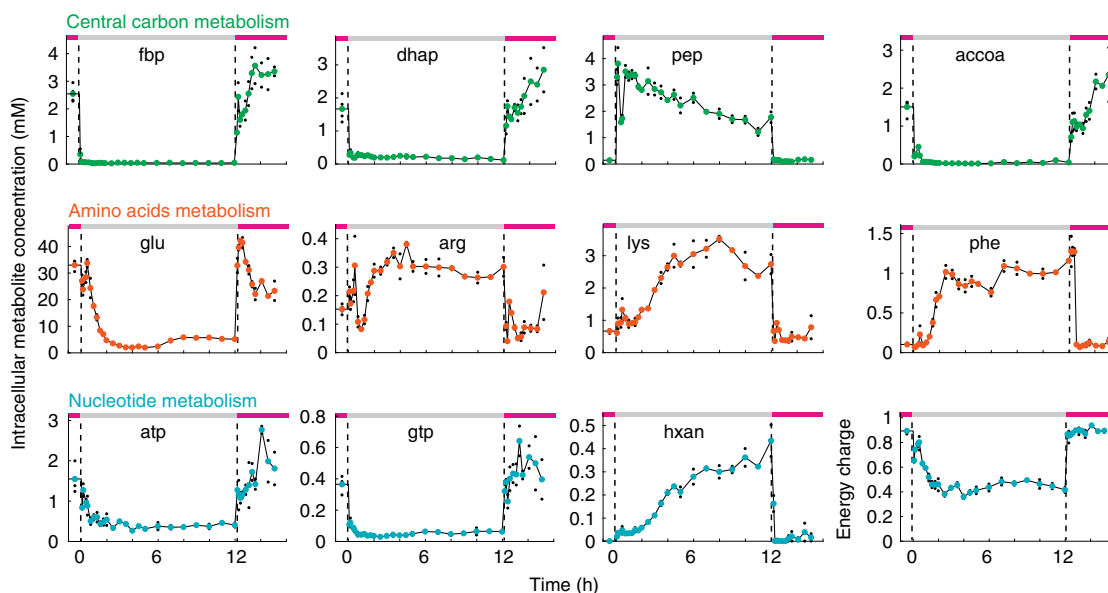 Central carbon metabolism
fbp
dhap
pep
accoa
4
3
2
1
0
3
2
1
0
4
3
2
1
0
3
2
1
0
Intracellular metabolite concentration (mM)
Amino acids metabolism
glu
arg
lys
phe
40
30
20
10
0
0.4
0.3
0.2
0.1
0
3
2
1
0
1.5
1
0.5
0
Nucleotide metabolism
atp
gtp
hxan
Energy charge
3
2
1
0
0.8
0.6
0.4
0.2
0
0.5
0.4
0.3
0.2
0.1
0
1
0.8
0.6
0.4
0.2
0
0 6 12
0 6 12
0 6 12
0 6 12
Time (h)